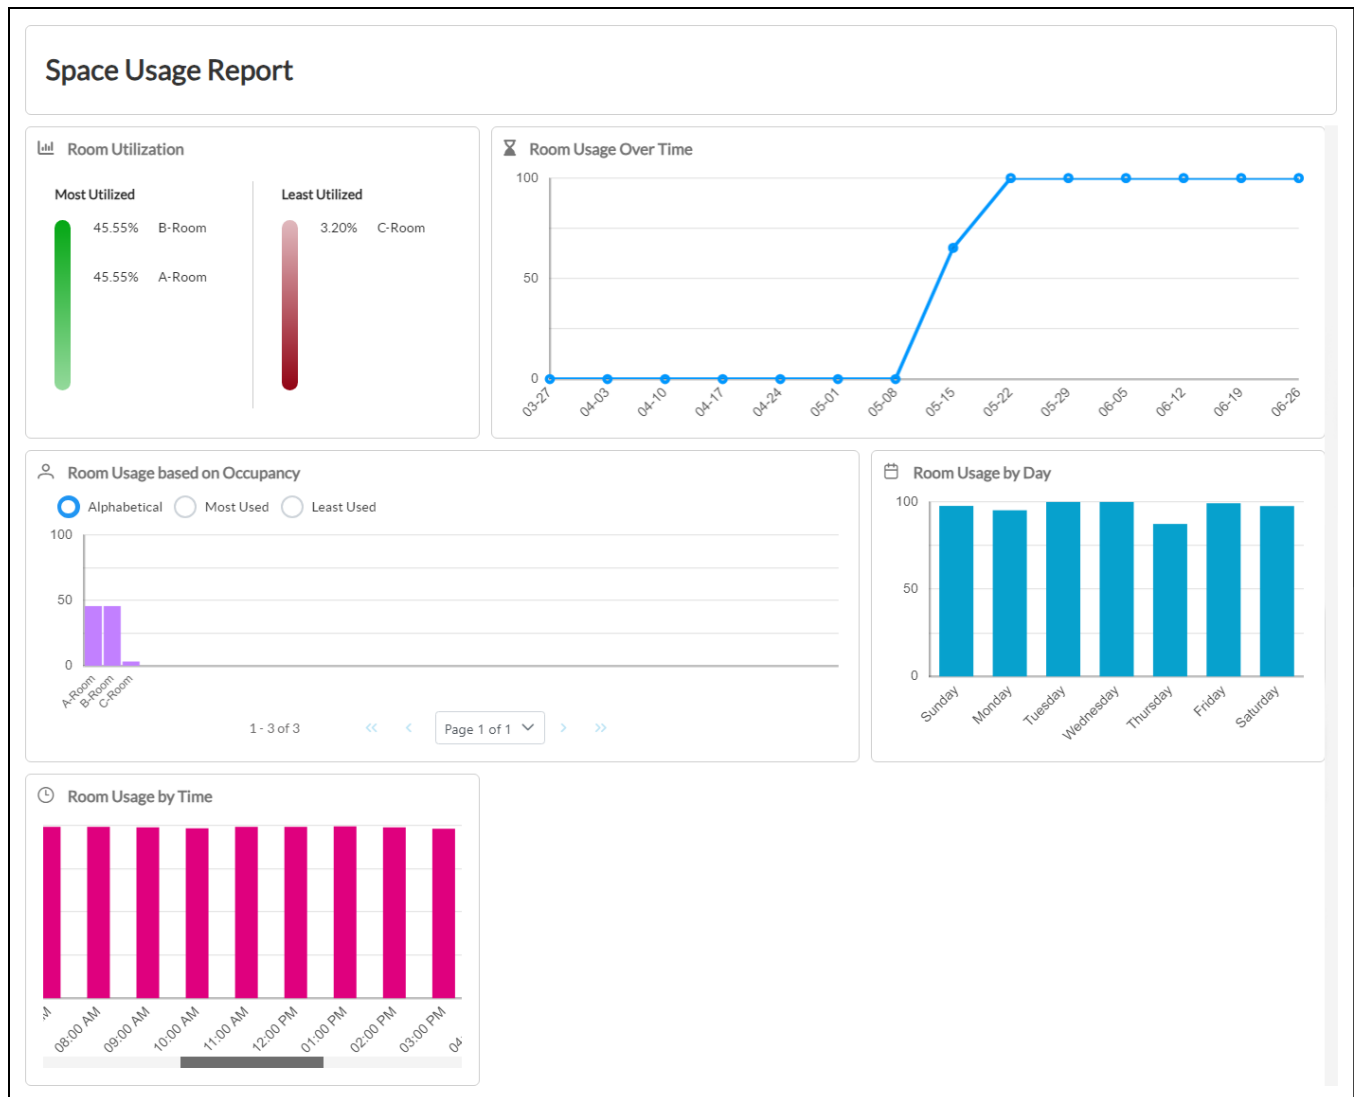 Space Usage Report
Room Utilization
Most Utilized
45.55% B-Room
45.55% A-Room
Least Utilized
3.20% C-Room
Room Usage Over Time
100
50
0
03-27 04-03 04-10 04-17 04-24 05-01 05-08 05-15 05-22 05-29 06-05 06-12 06-19 06-26
Room Usage based on Occupancy
Alphabetical Most Used Least Used
100
50
0
A-Room B-Room C-Room
1 - 3 of 3 << < Page 1 of 1 > >>
Room Usage by Day
100
50
0
Sunday Monday Tuesday Wednesday Thursday Friday Saturday
Room Usage by Time
08:00 AM 09:00 AM 10:00 AM 11:00 AM 12:00 PM 01:00 PM 02:00 PM 03:00 PM 04